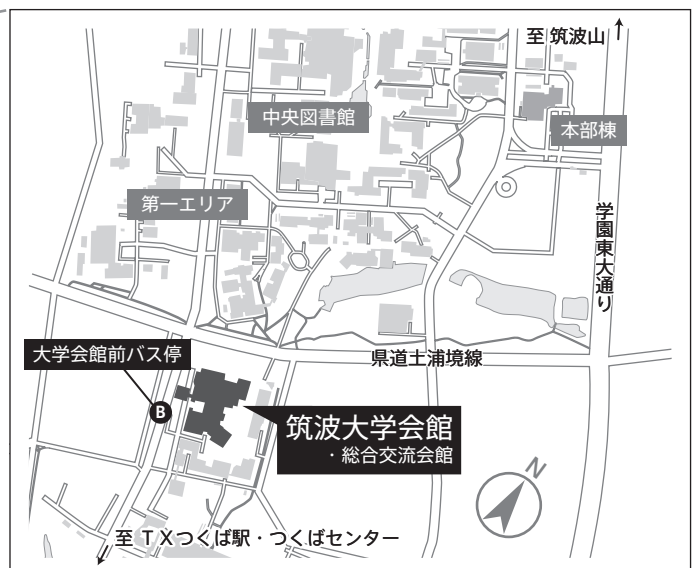 至 筑波山
中央図書館
本部棟
第一エリア
学園東大通り
大学会館前バス停
県道土浦境線
B
筑波大学会館
・総合交流会館
N
至 TXつくば駅・つくばセンター